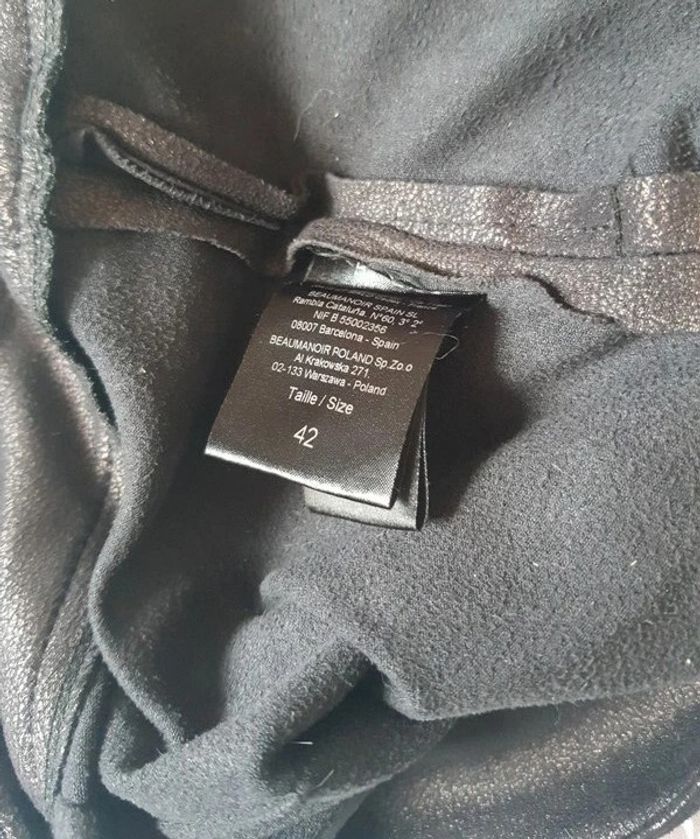 BEAUMANOIR SPAIN SL
Rambla Cataluña. N°60, 3° 2ª
NIF B 55002356
08007 Barcelona - Spain
BEAUMANOIR POLAND Sp.Zo.o
Al Krakowska 271,
02-133 Warszawa - Poland
Taille / Size
42